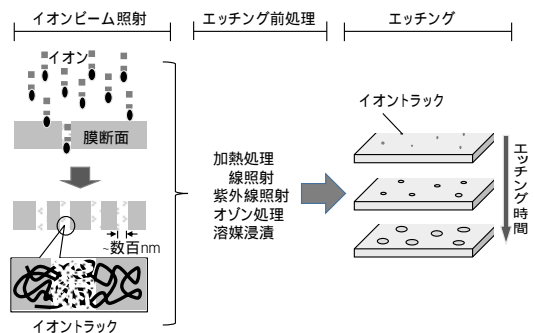 イオンビーム照射
エッチング前処理
エッチング
イオン
膜断面
~数百nm
イオントラック
加熱処理
線照射
紫外線照射
オゾン処理
溶媒浸漬
イオントラック
エッチング時間